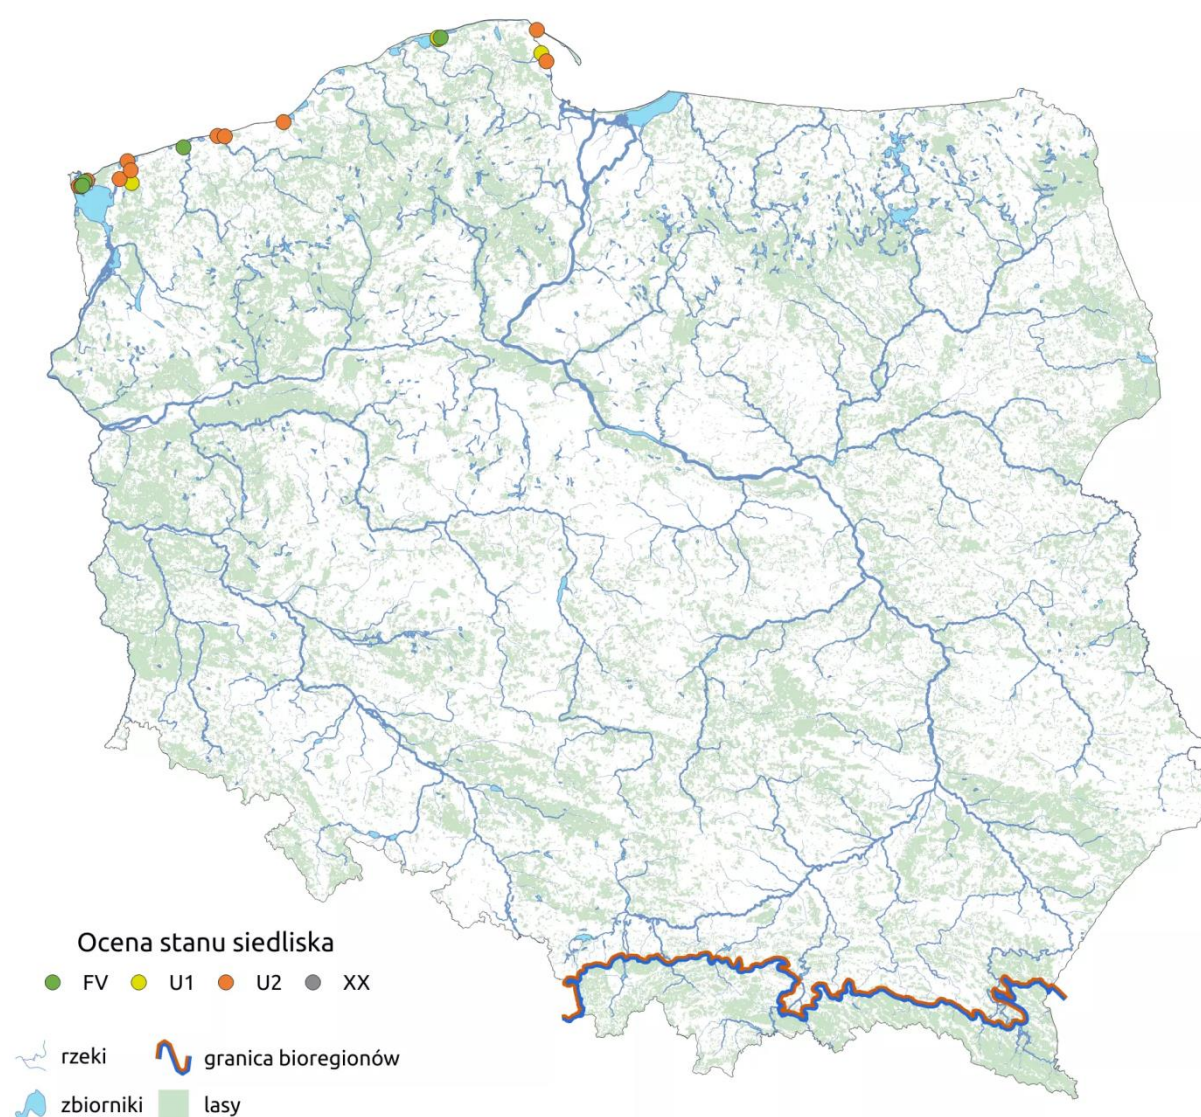 Ocena stanu siedliska
FV U1 U2 XX
rzeki granica bioregionów
zbiorniki lasy